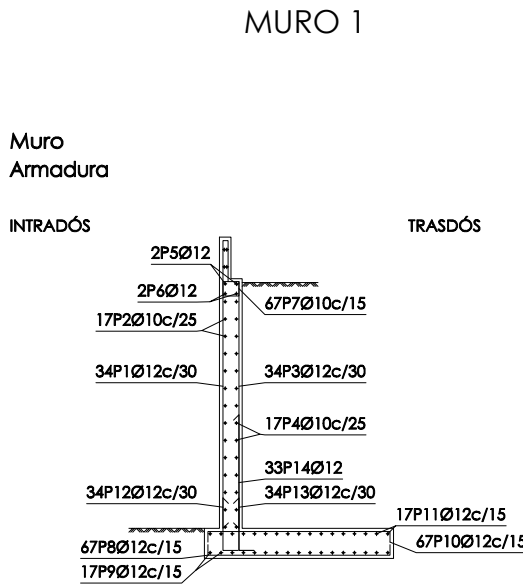 MURO 1
Muro
Armadura
INTRADÓS
TRASDÓS
2P5Ø12
2P6Ø12
67P7Ø10c/15
17P2Ø10c/25
34P1Ø12c/30
34P3Ø12c/30
17P4Ø10c/25
33P14Ø12
34P12Ø12c/30
34P13Ø12c/30
17P11Ø12c/15
67P8Ø12c/15
67P10Ø12c/15
17P9Ø12c/15